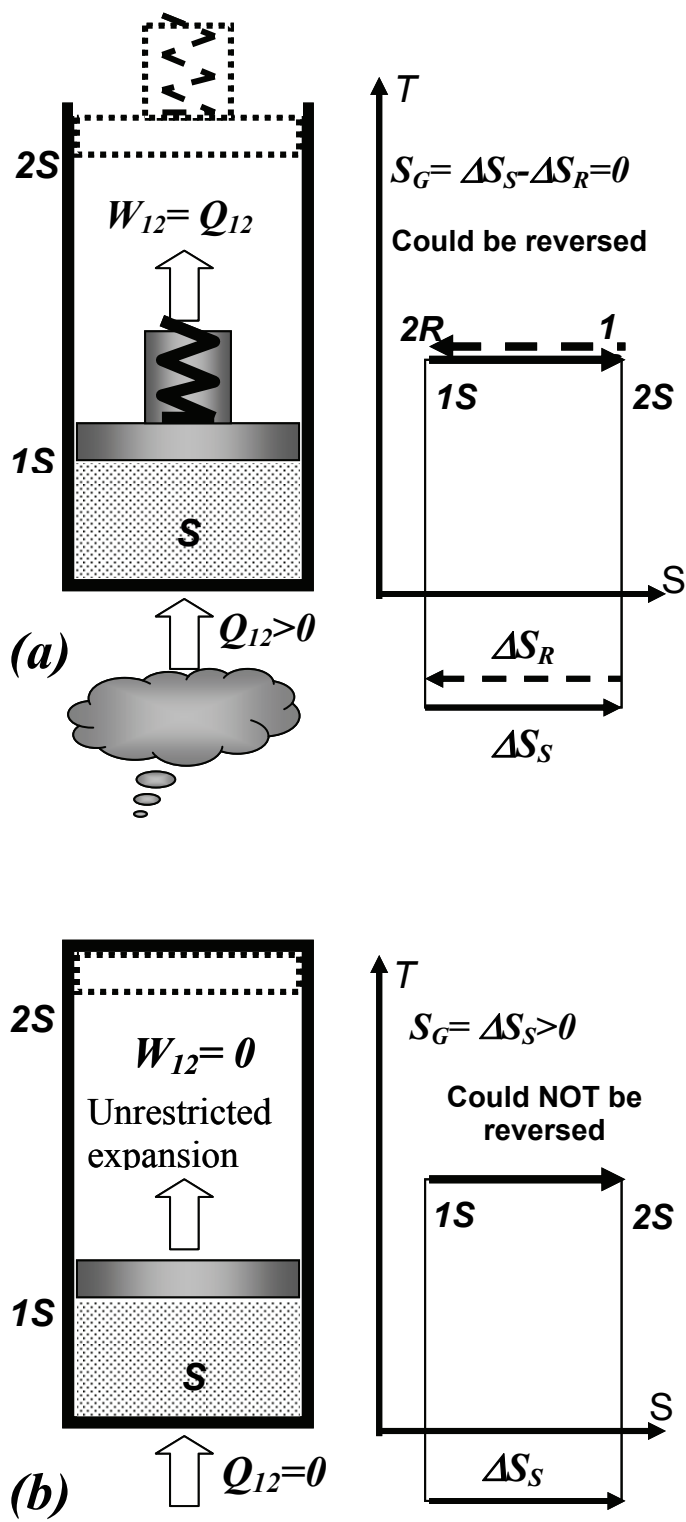 2S
W12= Q12
1S
S
Q12>0
(a)
T
SG= ΔSS-ΔSR=0
Could be reversed
2R
1
1S
2S
S
ΔSR
ΔSS
2S
W12= 0
Unrestricted
expansion
1S
S
Q12=0
(b)
T
SG= ΔSS>0
Could NOT be
reversed
1S
2S
S
ΔSS